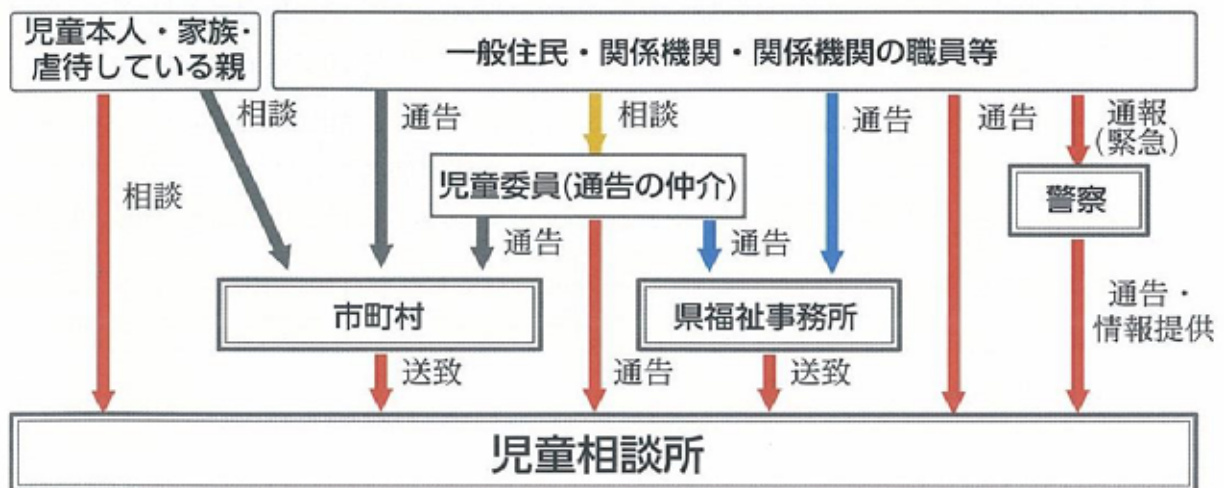 児童本人・家族・
虐待している親
一般住民・関係機関・関係機関の職員等
相談
通告
相談
通告
通告
通報
(緊急)
相談
児童委員(通告の仲介)
警察
通告
通告
市町村
県福祉事務所
通告・
情報提供
送致
通告
送致
児童相談所